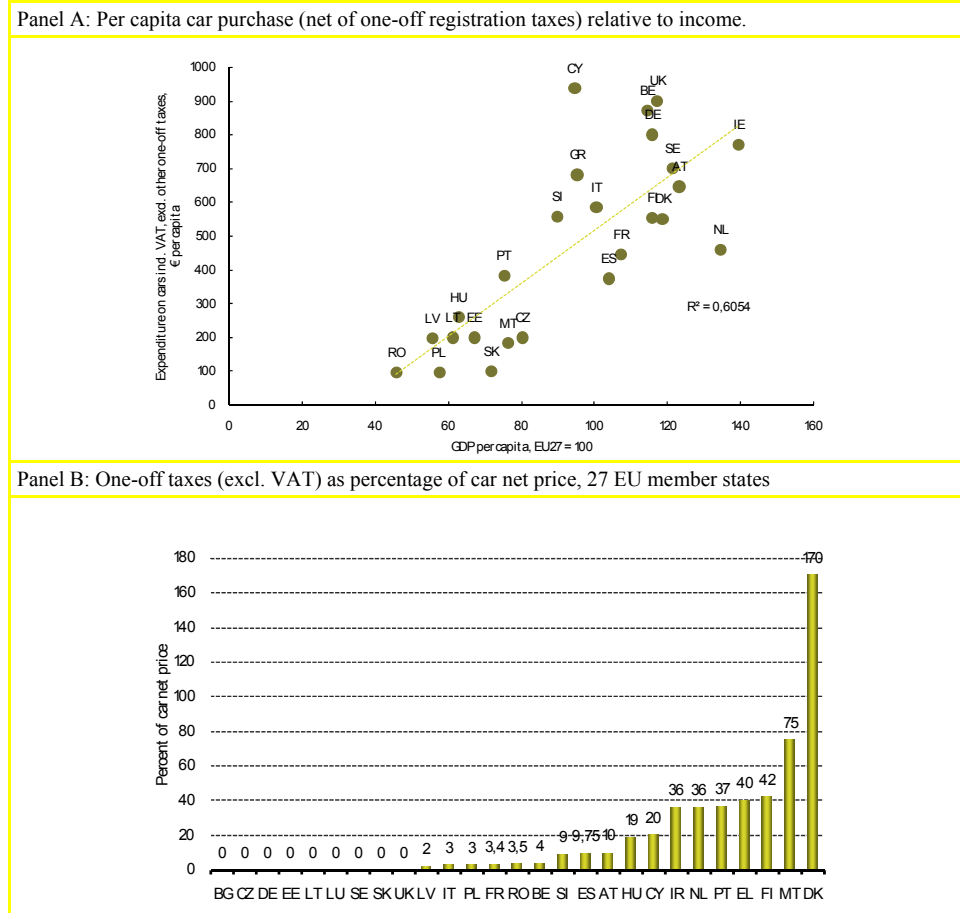 Panel A: Per capita car purchase (net of one-off registration taxes) relative to income.
Expenditure on cars ind. VAT, exd. other one-off taxes,
€ per capita
1000
900
800
700
600
500
400
300
200
100
0
CY
UK
BE
DE
IE
SE
GR
AT
IT
SI
FI
DK
NL
FR
PT
ES
HU
R² = 0,6054
LV
LT
EE
MT
CZ
RO
PL
SK
0 20 40 60 80 100 120 140 160
GDP per capita, EU27 = 100
Panel B: One-off taxes (excl. VAT) as percentage of car net price, 27 EU member states
Percent of car net price
180
160
140
120
100
80
60
40
20
0
0 0 0 0 0 0 0 0 0 2 3 3 3,4 3,5 4 9 9,75 10 19 20 36 36 37 40 42 75 170
BG CZ DE EE LT LU SE SK UK LV IT PL FR RO BE SI ES AT HU CY IR NL PT EL FI MT DK